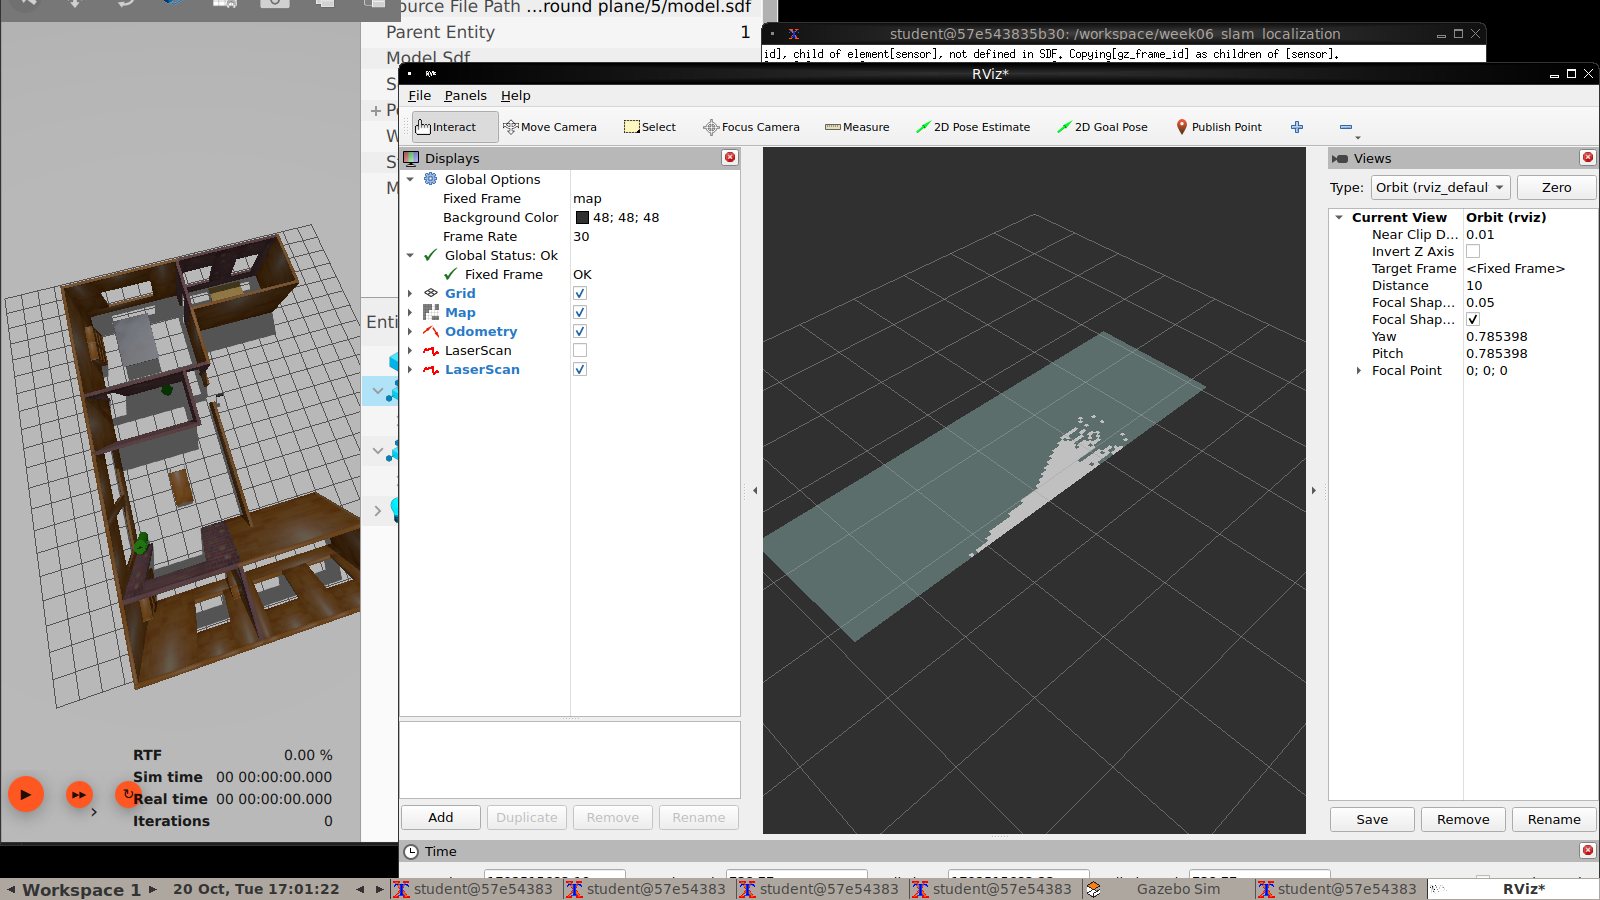 ource File Path ...round plane/5/model.sdf
Parent Entity 1
Model Sdf
student@57e543835b30: /workspace/week06_slam_localization
id], child of element[sensor], not defined in SDF. Copying[gz_frame_id] as children of [sensor].
RViz*
File Panels Help
Interact Move Camera Select Focus Camera Measure 2D Pose Estimate 2D Goal Pose Publish Point
Displays
Global Options
Fixed Frame map
Background Color 48; 48; 48
Frame Rate 30
Global Status: Ok
Fixed Frame OK
Grid
Map
Odometry
LaserScan
LaserScan
Add Duplicate Remove Rename
Views
Type: Orbit (rviz_defaul Zero
Current View Orbit (rviz)
Near Clip D... 0.01
Invert Z Axis
Target Frame <Fixed Frame>
Distance 10
Focal Shap... 0.05
Focal Shap...
Yaw 0.785398
Pitch 0.785398
Focal Point 0; 0; 0
Save Remove Rename
Enti
RTF 0.00 %
Sim time 00 00:00:00.000
Real time 00 00:00:00.000
Iterations 0
Time
Workspace 1 20 Oct, Tue 17:01:22 student@57e54383 student@57e54383 student@57e54383 student@57e54383 Gazebo Sim student@57e54383 RViz*